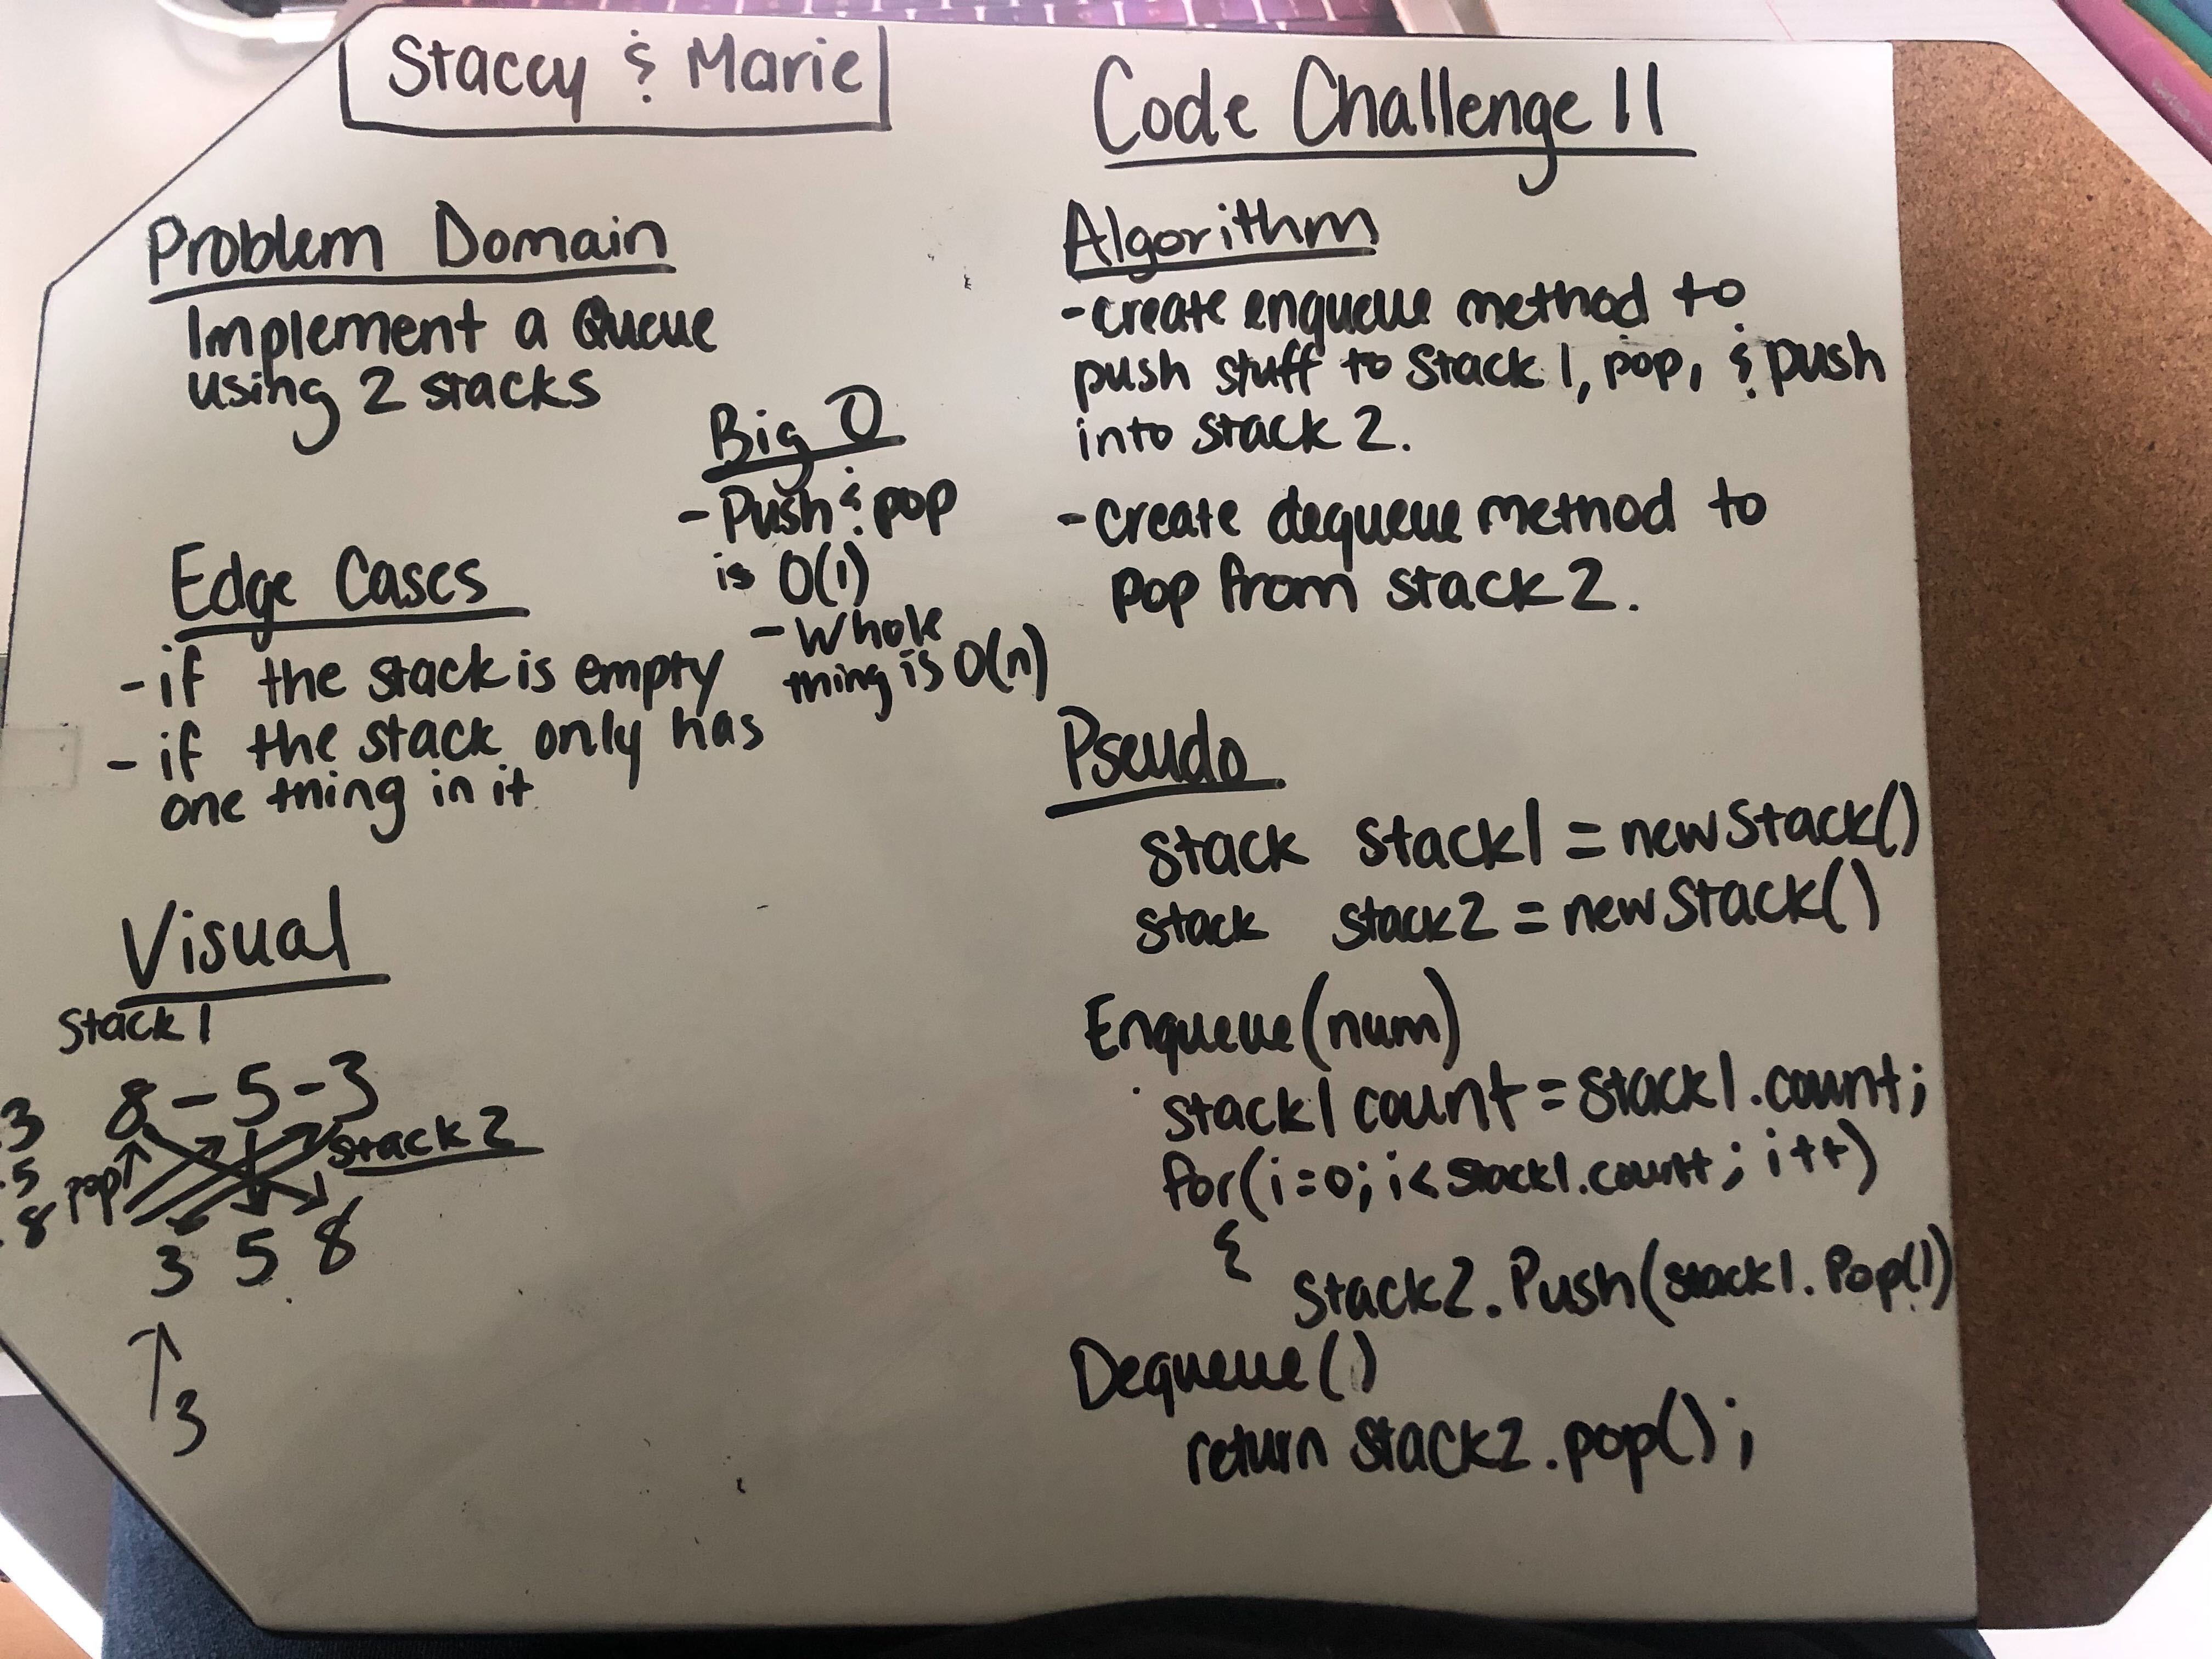 Staccy & Marie
Code Challenge 11
Problem Domain
Implement a Queue
using 2 stacks
Big O
- Push & pop
is O(1)
- Whole
thing is O(n)
Edge Cases
- if the stack is empty
- if the stack only has
one thing in it
Visual
Stack 1
8 - 5 - 3
Stack 2
3
5
8
pop
3 5 8
3
Algorithm
- create enqueue method to
push stuff to Stack 1, pop, & push
into stack 2.
- create dequeue method to
pop from stack 2.
Pseudo
stack stack1 = new Stack()
stack stack2 = new Stack()
Enqueue(num)
stack1 count = stack1.count;
for(i=0; i< stack1.count; i++)
{
stack2.Push(stack1.Pop())
Dequeue()
return stack2.pop();